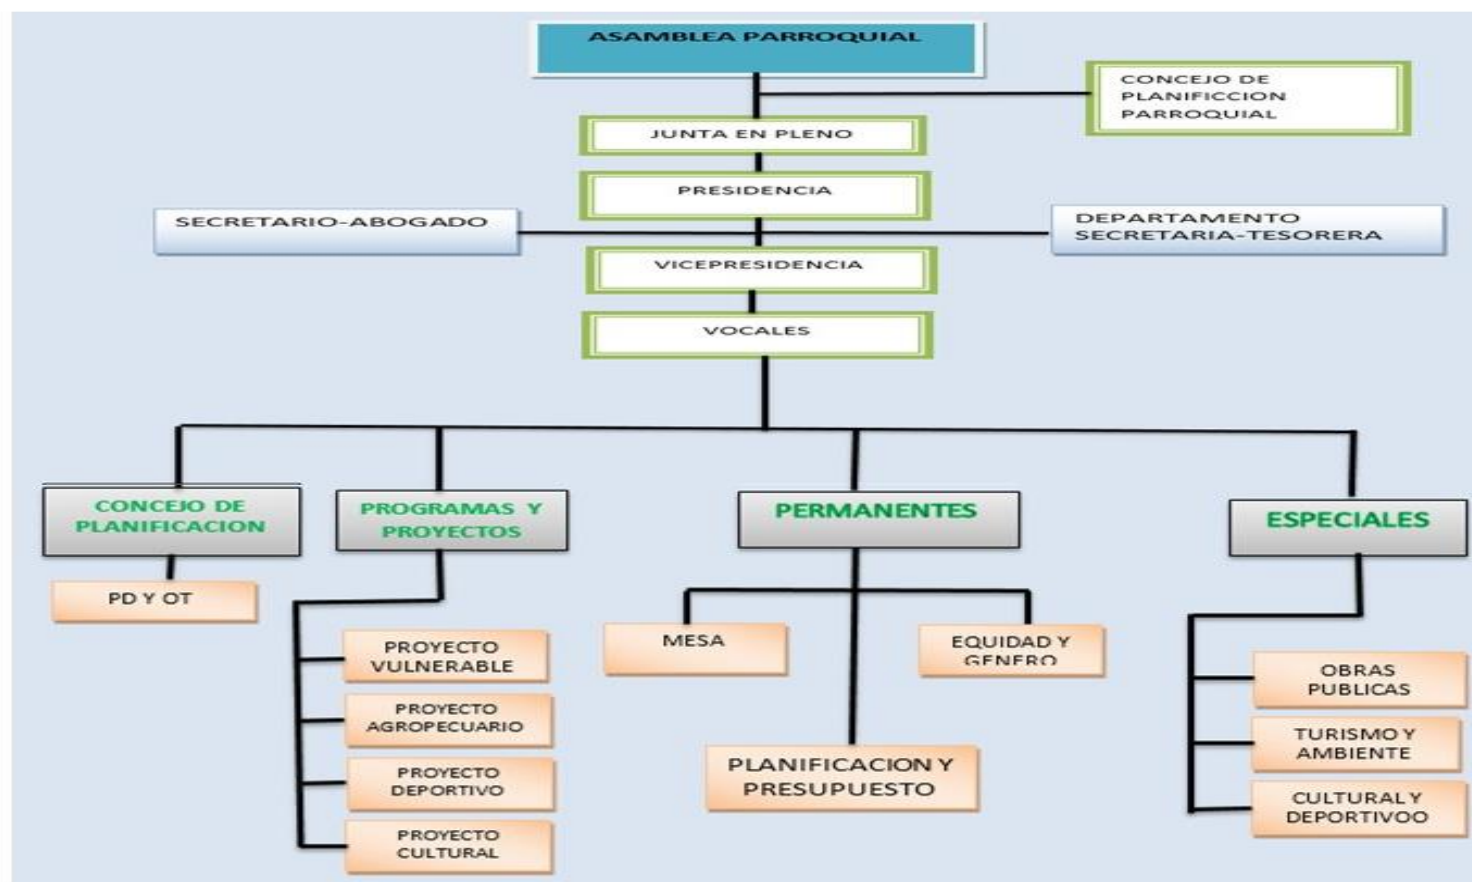 ASAMBLEA PARROQUIAL
CONCEJO DE
PLANIFICCION
PARROQUIAL
JUNTA EN PLENO
PRESIDENCIA
SECRETARIO-ABOGADO
DEPARTAMENTO
SECRETARIA-TESORERA
VICEPRESIDENCIA
VOCALES
CONCEJO DE
PLANIFICACION
PD Y OT
PROGRAMAS Y
PROYECTOS
PROYECTO
VULNERABLE
PROYECTO
AGROPECUARIO
PROYECTO
DEPORTIVO
PROYECTO
CULTURAL
PERMANENTES
MESA
EQUIDAD Y
GENERO
PLANIFICACION Y
PRESUPUESTO
ESPECIALES
OBRAS
PUBLICAS
TURISMO Y
AMBIENTE
CULTURAL Y
DEPORTIVOO